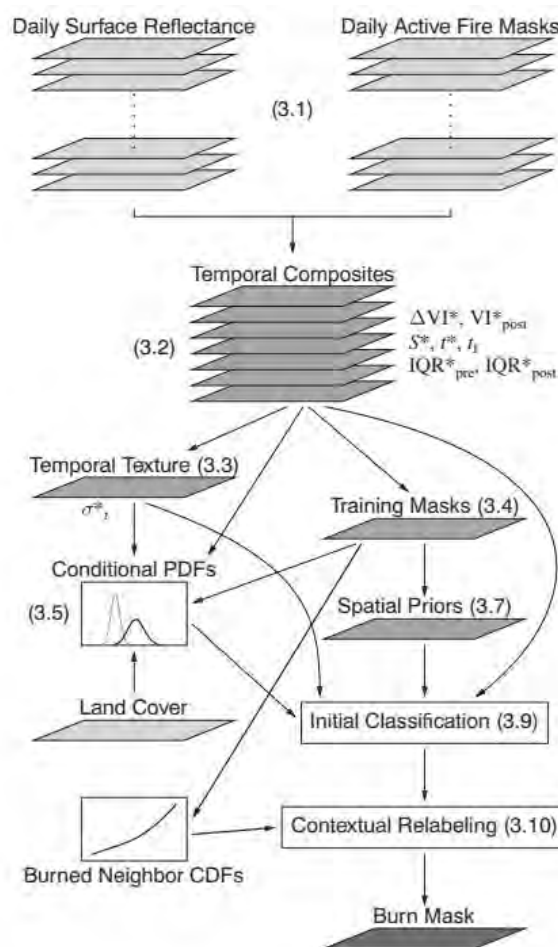 Daily Surface Reflectance
Daily Active Fire Masks
(3.1)
Temporal Composites
(3.2)
ΔVI*, VI*post
S*, t*, t1
IQR*pre, IQR*post
Temporal Texture (3.3)
σ*t
Training Masks (3.4)
Conditional PDFs
(3.5)
Spatial Priors (3.7)
Land Cover
Initial Classification (3.9)
Contextual Relabeling (3.10)
Burned Neighbor CDFs
Burn Mask